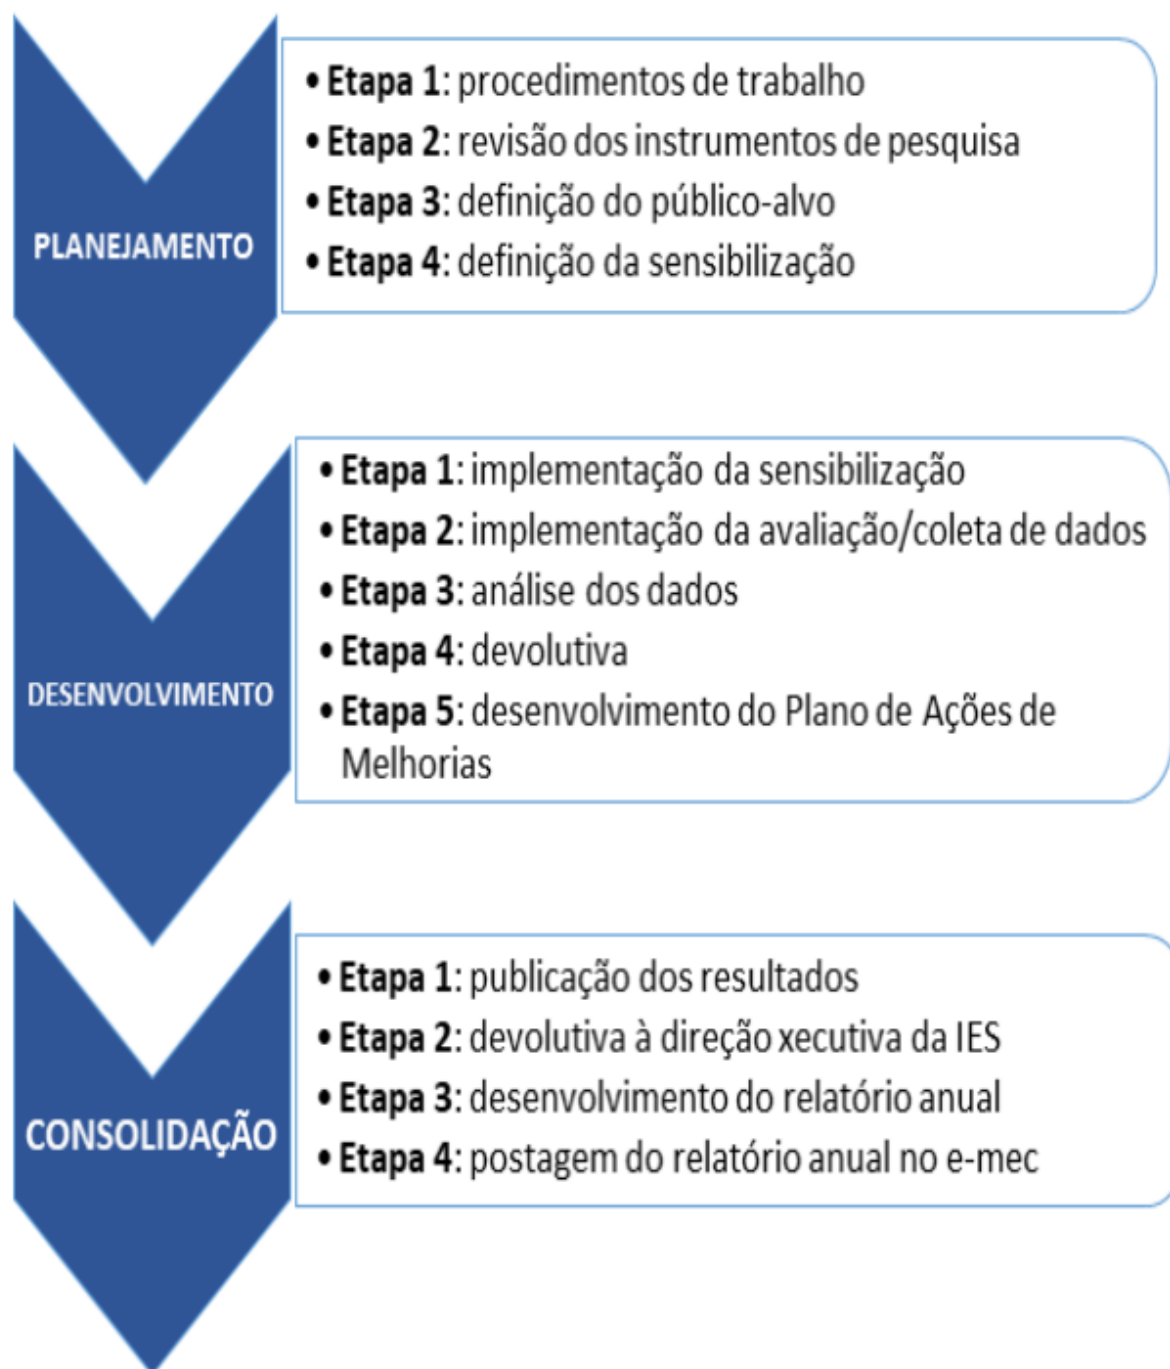 PLANEJAMENTO
• Etapa 1: procedimentos de trabalho
• Etapa 2: revisão dos instrumentos de pesquisa
• Etapa 3: definição do público-alvo
• Etapa 4: definição da sensibilização
DESENVOLVIMENTO
• Etapa 1: implementação da sensibilização
• Etapa 2: implementação da avaliação/coleta de dados
• Etapa 3: análise dos dados
• Etapa 4: devolutiva
• Etapa 5: desenvolvimento do Plano de Ações de
Melhorias
CONSOLIDAÇÃO
• Etapa 1: publicação dos resultados
• Etapa 2: devolutiva à direção xecutiva da IES
• Etapa 3: desenvolvimento do relatório anual
• Etapa 4: postagem do relatório anual no e-mec